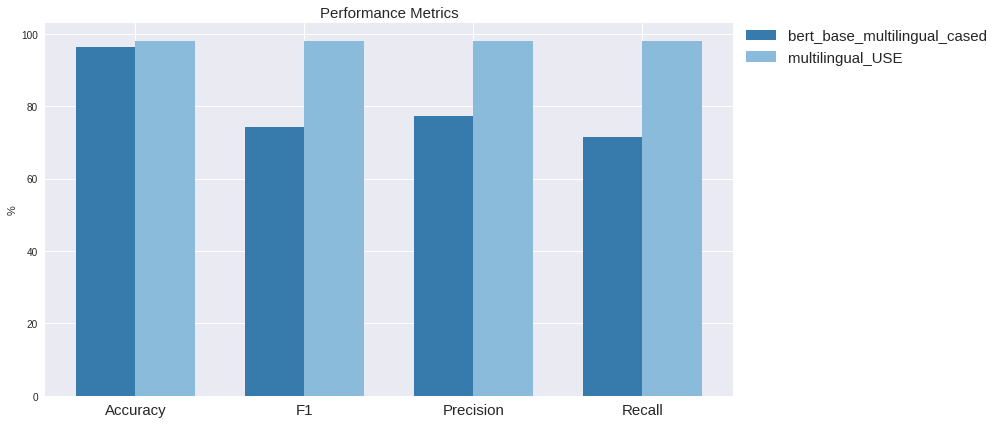 Performance Metrics
100
80
60
40
20
0
%
Accuracy
F1
Precision
Recall
bert_base_multilingual_cased
multilingual_USE